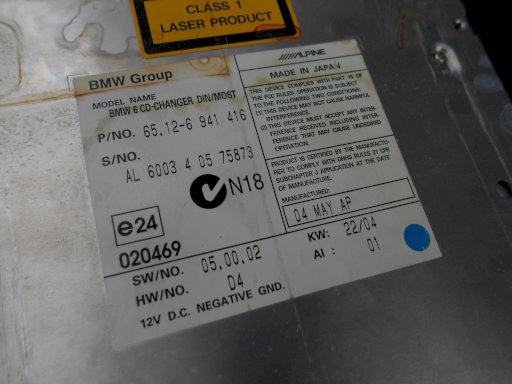 CLASS 1
LASER PRODUCT
BMW Group
MODEL NAME
BMW 6 CD-CHANGER DIN/MOST
P/NO. 65.12-6 941 416
S/NO.
AL 6003 4 05 75873
N18
e24
020469
SW/NO. 05.00.02
HW/NO. D4
12V D.C. NEGATIVE GND.
ALPINE
MADE IN JAPAN
THIS DEVICE COMPLIES WITH PART 15 OF
THE FCC RULES OPERATION IS SUBJECT
TO THE FOLLOWING TWO CONDITIONS:
(1) THIS DEVICE MAY NOT CAUSE HARMFUL
INTERFERENCE.
(2) THIS DEVICE MUST ACCEPT ANY INTER-
FERENCE RECEIVED INCLUDING INTER-
FERENCE THAT MAY CAUSE UNDESIRED
OPERATION.
PRODUCT IS CERTIFIED BY THE MANUFACTU-
RER TO COMPLY WITH DHHS RULES 21 CFR
SUBCHAPTER J APPLICABLE AT THE DATE
OF MANUFACTURE.
MANUFACTURED:
04 MAY AP
KW: 22/04
AI : 01